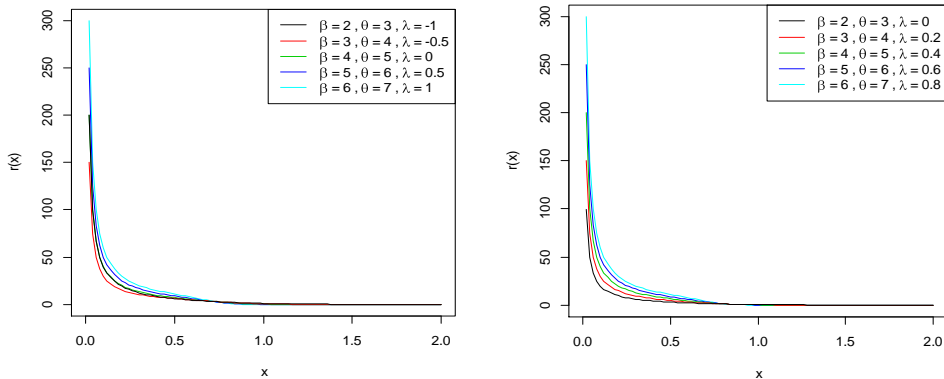 β = 2 , θ = 3 , λ = -1
β = 3 , θ = 4 , λ = -0.5
β = 4 , θ = 5 , λ = 0
β = 5 , θ = 6 , λ = 0.5
β = 6 , θ = 7 , λ = 1
r(x)
300
250
200
150
100
50
0
0.0 0.5 1.0 1.5 2.0
x
β = 2 , θ = 3 , λ = 0
β = 3 , θ = 4 , λ = 0.2
β = 4 , θ = 5 , λ = 0.4
β = 5 , θ = 6 , λ = 0.6
β = 6 , θ = 7 , λ = 0.8
r(x)
300
250
200
150
100
50
0
0.0 0.5 1.0 1.5 2.0
x